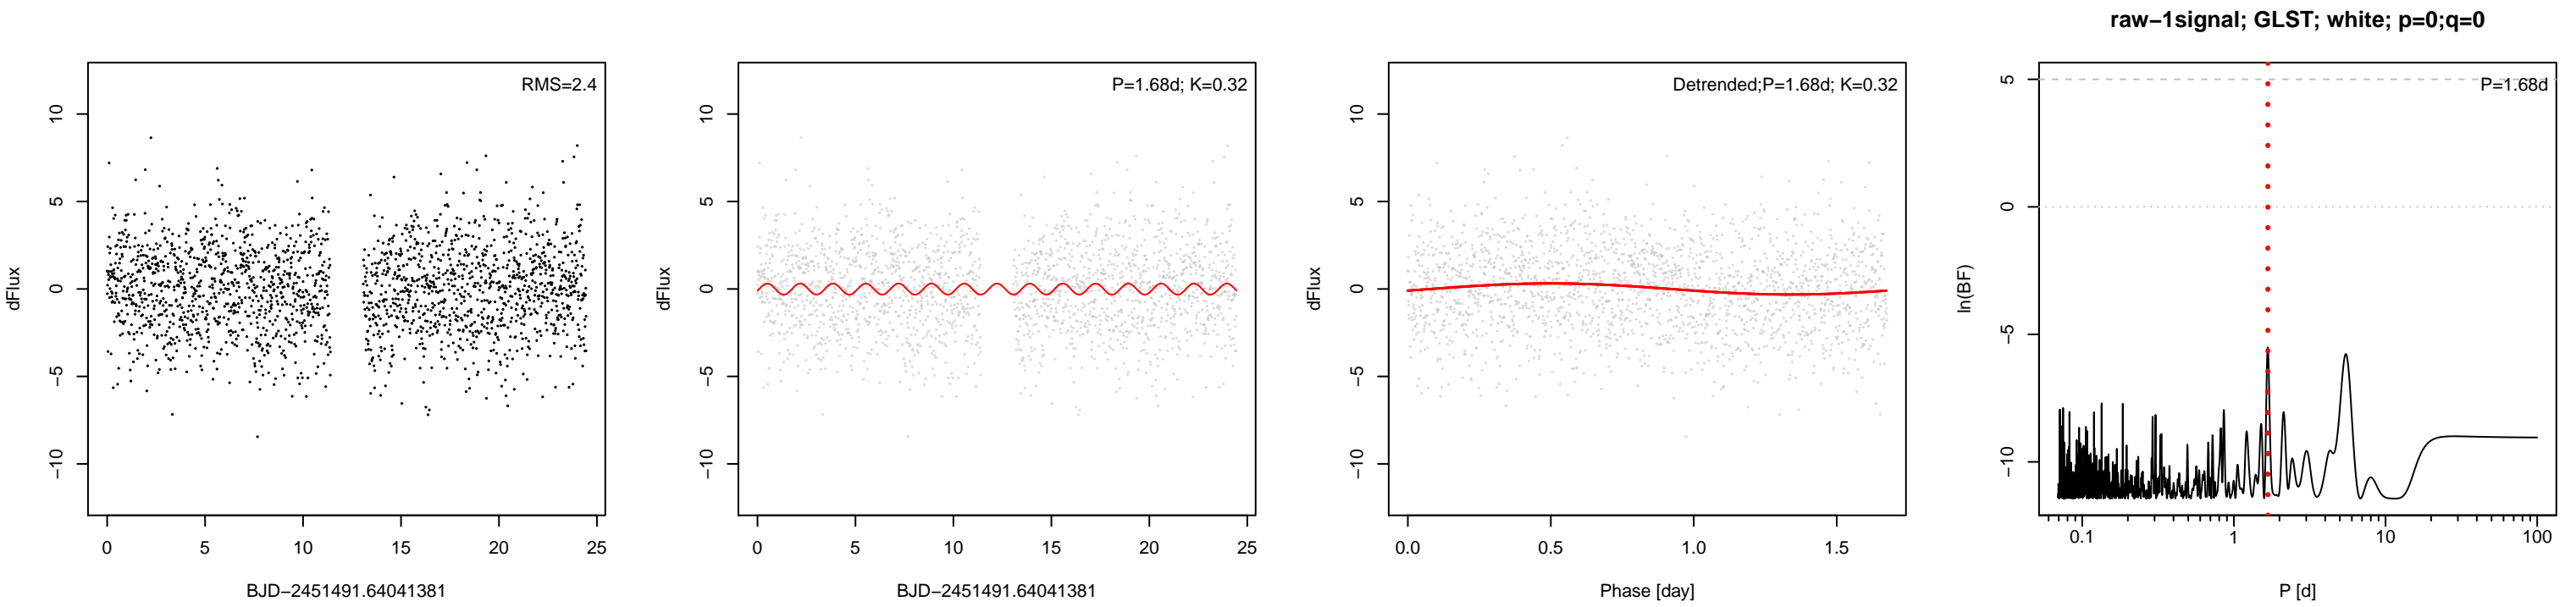 raw−1signal; GLST; white; p=0;q=0
RMS=2.4
dFlux
−10 −5 0 5 10
0 5 10 15 20 25
BJD−2451491.64041381
P=1.68d; K=0.32
dFlux
−10 −5 0 5 10
0 5 10 15 20 25
BJD−2451491.64041381
Detrended;P=1.68d; K=0.32
dFlux
−10 −5 0 5 10
0.0 0.5 1.0 1.5
Phase [day]
P=1.68d
ln(BF)
−10 −5 0 5
0.1 1 10 100
P [d]